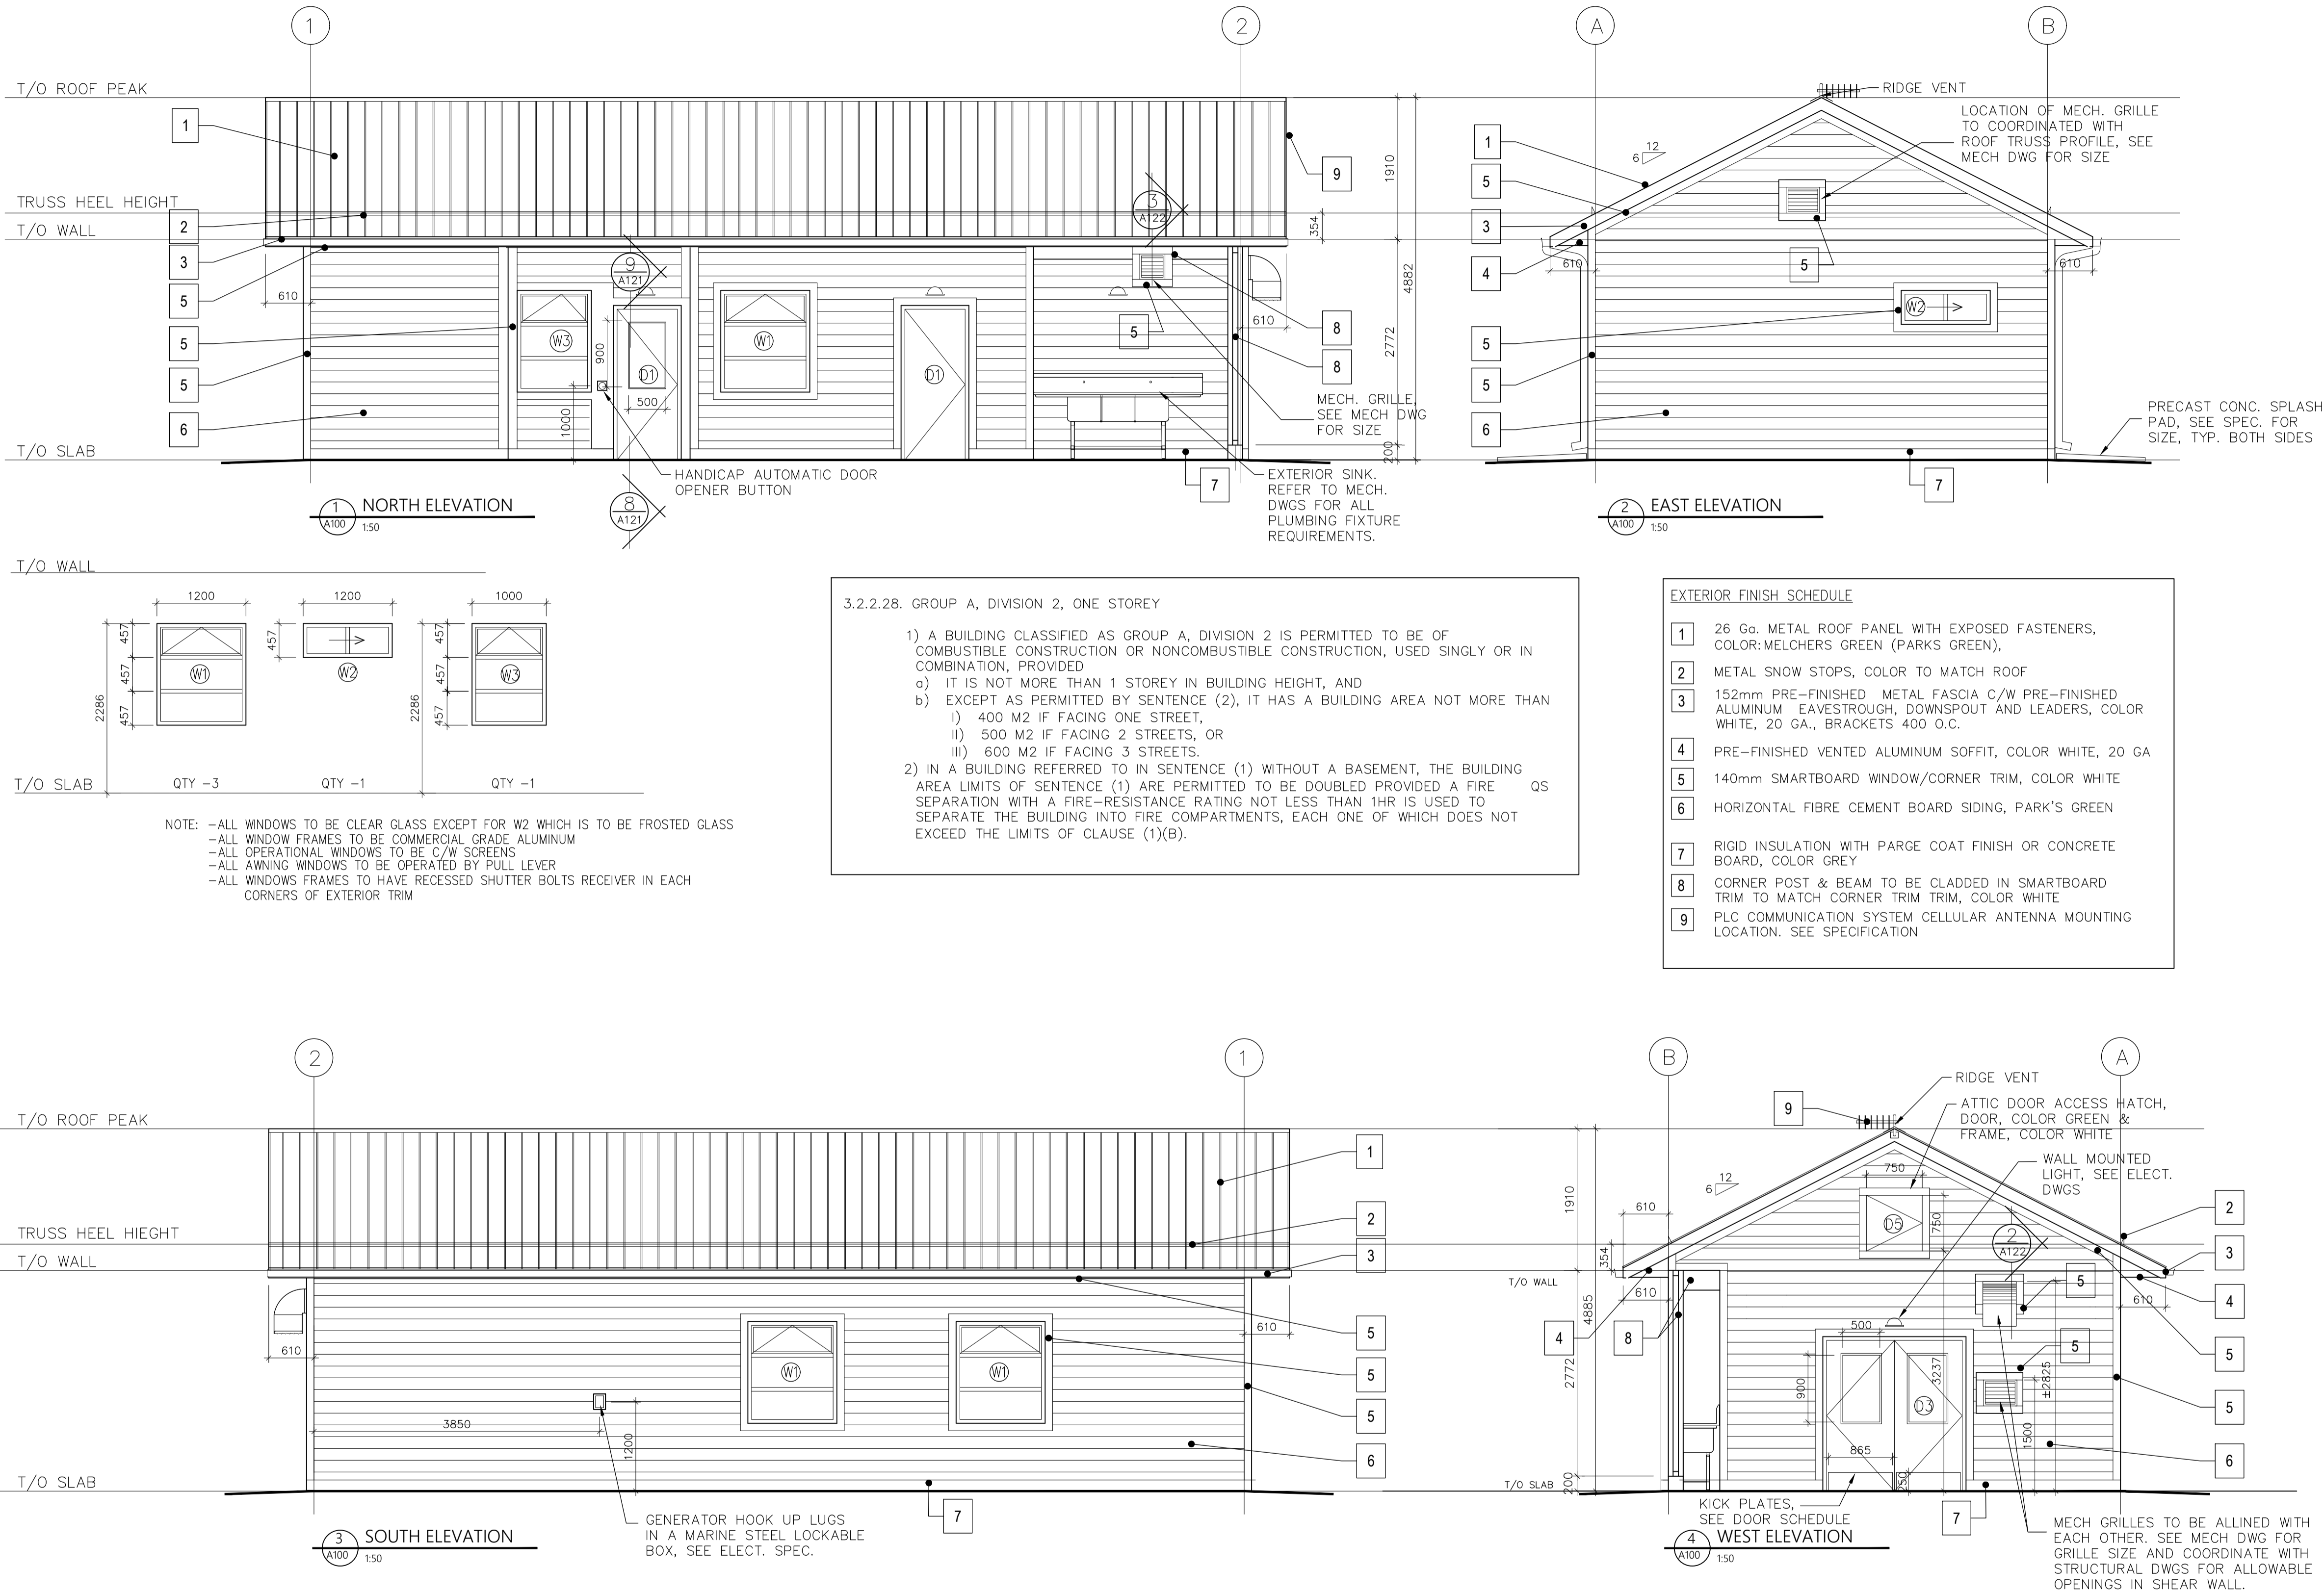 1
2
A
B
T/O ROOF PEAK
TRUSS HEEL HEIGHT
T/O WALL
T/O SLAB
1
2
3
5
5
5
6
610
W3
900
1000
500
D1
9
A121
8
A121
W1
D1
3
A122
5
9
8
8
7
610
354
1910
2772
200
4882
HANDICAP AUTOMATIC DOOR
OPENER BUTTON
MECH. GRILLE,
SEE MECH DWG
FOR SIZE
EXTERIOR SINK.
REFER TO MECH.
DWGS FOR ALL
PLUMBING FIXTURE
REQUIREMENTS.
1
A100
NORTH ELEVATION
1:50
RIDGE VENT
LOCATION OF MECH. GRILLE
TO COORDINATED WITH
ROOF TRUSS PROFILE, SEE
MECH DWG FOR SIZE
12
6
1
5
3
4
5
5
6
5
7
610
610
W2
PRECAST CONC. SPLASH
PAD, SEE SPEC. FOR
SIZE, TYP. BOTH SIDES
2
A100
EAST ELEVATION
1:50
T/O WALL
1200
1200
1000
457
457
457
2286
W1
457
W2
457
457
457
2286
W3
T/O SLAB
QTY -3
QTY -1
QTY -1
NOTE: -ALL WINDOWS TO BE CLEAR GLASS EXCEPT FOR W2 WHICH IS TO BE FROSTED GLASS
-ALL WINDOW FRAMES TO BE COMMERCIAL GRADE ALUMINUM
-ALL OPERATIONAL WINDOWS TO BE C/W SCREENS
-ALL AWNING WINDOWS TO BE OPERATED BY PULL LEVER
-ALL WINDOWS FRAMES TO HAVE RECESSED SHUTTER BOLTS RECEIVER IN EACH
CORNERS OF EXTERIOR TRIM
3.2.2.28. GROUP A, DIVISION 2, ONE STOREY
1) A BUILDING CLASSIFIED AS GROUP A, DIVISION 2 IS PERMITTED TO BE OF
COMBUSTIBLE CONSTRUCTION OR NONCOMBUSTIBLE CONSTRUCTION, USED SINGLY OR IN
COMBINATION, PROVIDED
a) IT IS NOT MORE THAN 1 STOREY IN BUILDING HEIGHT, AND
b) EXCEPT AS PERMITTED BY SENTENCE (2), IT HAS A BUILDING AREA NOT MORE THAN
I) 400 M2 IF FACING ONE STREET,
II) 500 M2 IF FACING 2 STREETS, OR
III) 600 M2 IF FACING 3 STREETS.
2) IN A BUILDING REFERRED TO IN SENTENCE (1) WITHOUT A BASEMENT, THE BUILDING
AREA LIMITS OF SENTENCE (1) ARE PERMITTED TO BE DOUBLED PROVIDED A FIRE QS
SEPARATION WITH A FIRE-RESISTANCE RATING NOT LESS THAN 1HR IS USED TO
SEPARATE THE BUILDING INTO FIRE COMPARTMENTS, EACH ONE OF WHICH DOES NOT
EXCEED THE LIMITS OF CLAUSE (1)(B).
EXTERIOR FINISH SCHEDULE
1 26 Ga. METAL ROOF PANEL WITH EXPOSED FASTENERS,
COLOR: MELCHERS GREEN (PARKS GREEN),
2 METAL SNOW STOPS, COLOR TO MATCH ROOF
3 152mm PRE-FINISHED METAL FASCIA C/W PRE-FINISHED
ALUMINUM EAVESTROUGH, DOWNSPOUT AND LEADERS, COLOR
WHITE, 20 GA., BRACKETS 400 O.C.
4 PRE-FINISHED VENTED ALUMINUM SOFFIT, COLOR WHITE, 20 GA
5 140mm SMARTBOARD WINDOW/CORNER TRIM, COLOR WHITE
6 HORIZONTAL FIBRE CEMENT BOARD SIDING, PARK'S GREEN
7 RIGID INSULATION WITH PARGE COAT FINISH OR CONCRETE
BOARD, COLOR GREY
8 CORNER POST & BEAM TO BE CLADDED IN SMARTBOARD
TRIM TO MATCH CORNER TRIM TRIM, COLOR WHITE
9 PLC COMMUNICATION SYSTEM CELLULAR ANTENNA MOUNTING
LOCATION. SEE SPECIFICATION
2
1
B
A
T/O ROOF PEAK
TRUSS HEEL HIEGHT
T/O WALL
T/O SLAB
610
3850
1200
W1
W1
610
1
2
3
5
5
5
6
7
GENERATOR HOOK UP LUGS
IN A MARINE STEEL LOCKABLE
BOX, SEE ELECT. SPEC.
3
A100
SOUTH ELEVATION
1:50
RIDGE VENT
ATTIC DOOR ACCESS HATCH,
DOOR, COLOR GREEN &
FRAME, COLOR WHITE
WALL MOUNTED
LIGHT, SEE ELECT.
DWGS
9
12
6
750
750
D5
2
A122
610
354
1910
4885
2772
200
T/O WALL
T/O SLAB
610
610
4
8
500
900
865
250
3237
D3
±2825
1500
5
5
2
3
4
5
5
6
7
KICK PLATES,
SEE DOOR SCHEDULE
MECH GRILLES TO BE ALLINED WITH
EACH OTHER. SEE MECH DWG FOR
GRILLE SIZE AND COORDINATE WITH
STRUCTURAL DWGS FOR ALLOWABLE
OPENINGS IN SHEAR WALL.
4
A100
WEST ELEVATION
1:50